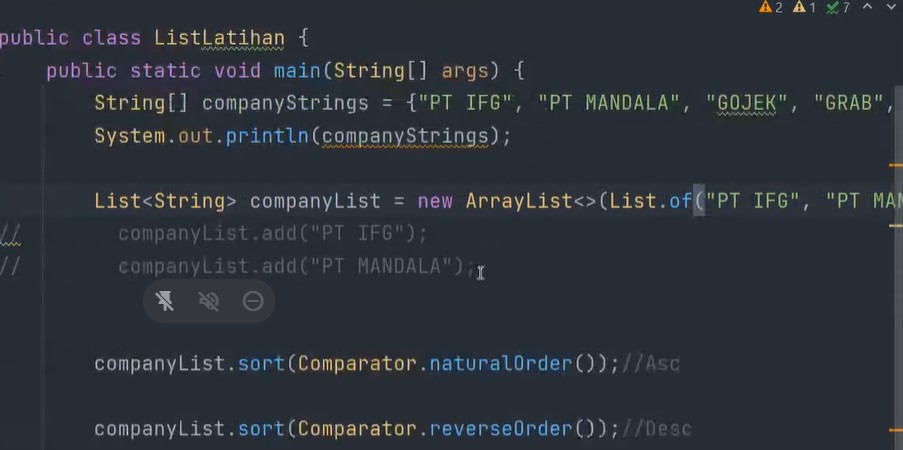 2 1 7
public class ListLatihan {
public static void main(String[] args) {
String[] companyStrings = {"PT IFG", "PT MANDALA", "GOJEK", "GRAB",
System.out.println(companyStrings);
List<String> companyList = new ArrayList<>(List.of("PT IFG", "PT MAN
// companyList.add("PT IFG");
// companyList.add("PT MANDALA");
companyList.sort(Comparator.naturalOrder());//Asc
companyList.sort(Comparator.reverseOrder());//Desc